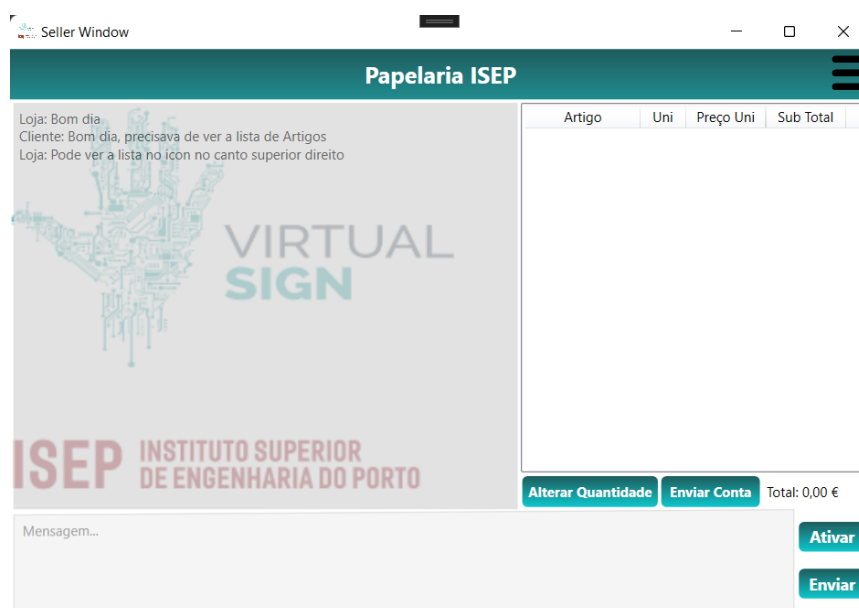 Seller Window
Papelaria ISEP
Loja: Bom dia
Cliente: Bom dia, precisava de ver a lista de Artigos
Loja: Pode ver a lista no icon no canto superior direito
VIRTUAL
SIGN
ISEP INSTITUTO SUPERIOR
DE ENGENHARIA DO PORTO
Artigo Uni Preço Uni Sub Total
Alterar Quantidade Enviar Conta Total: 0,00 €
Mensagem...
Ativar
Enviar